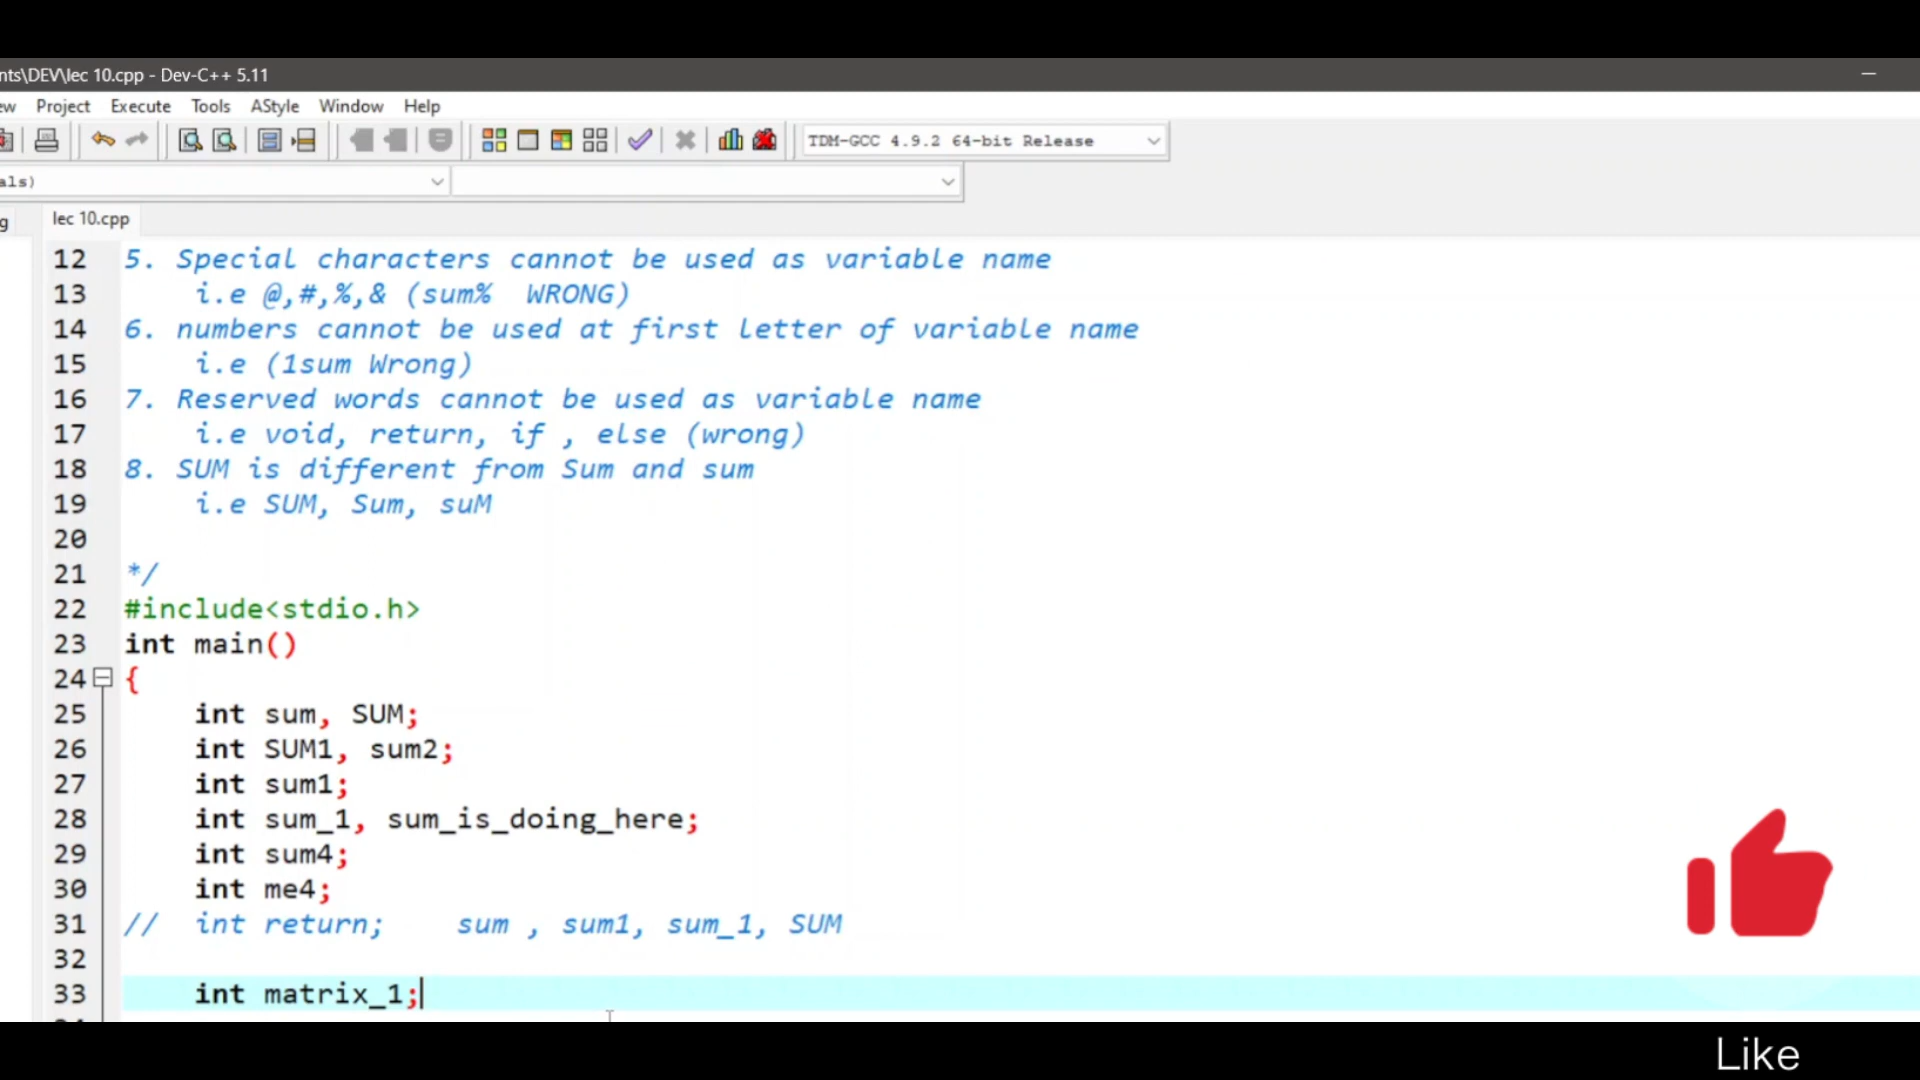 nts\DEV\lec 10.cpp - Dev-C++ 5.11
ew Project Execute Tools AStyle Window Help
TDM-GCC 4.9.2 64-bit Release
als)
g lec 10.cpp
12 5. Special characters cannot be used as variable name
13 i.e @,#,%,& (sum% WRONG)
14 6. numbers cannot be used at first letter of variable name
15 i.e (1sum Wrong)
16 7. Reserved words cannot be used as variable name
17 i.e void, return, if , else (wrong)
18 8. SUM is different from Sum and sum
19 i.e SUM, Sum, suM
20
21 */
22 #include<stdio.h>
23 int main()
24 {
25 int sum, SUM;
26 int SUM1, sum2;
27 int sum1;
28 int sum_1, sum_is_doing_here;
29 int sum4;
30 int me4;
31 // int return; sum , sum1, sum_1, SUM
32
33 int matrix_1;
Like